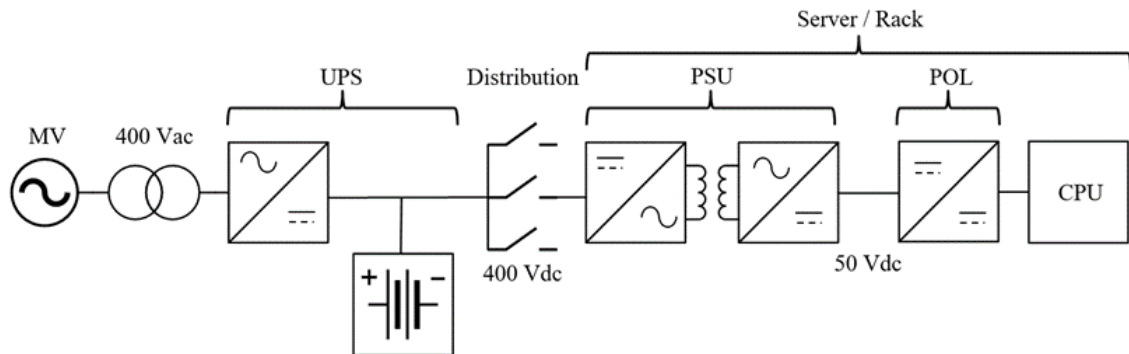 Server / Rack
UPS
Distribution
PSU
POL
MV
400 Vac
CPU
400 Vdc
50 Vdc